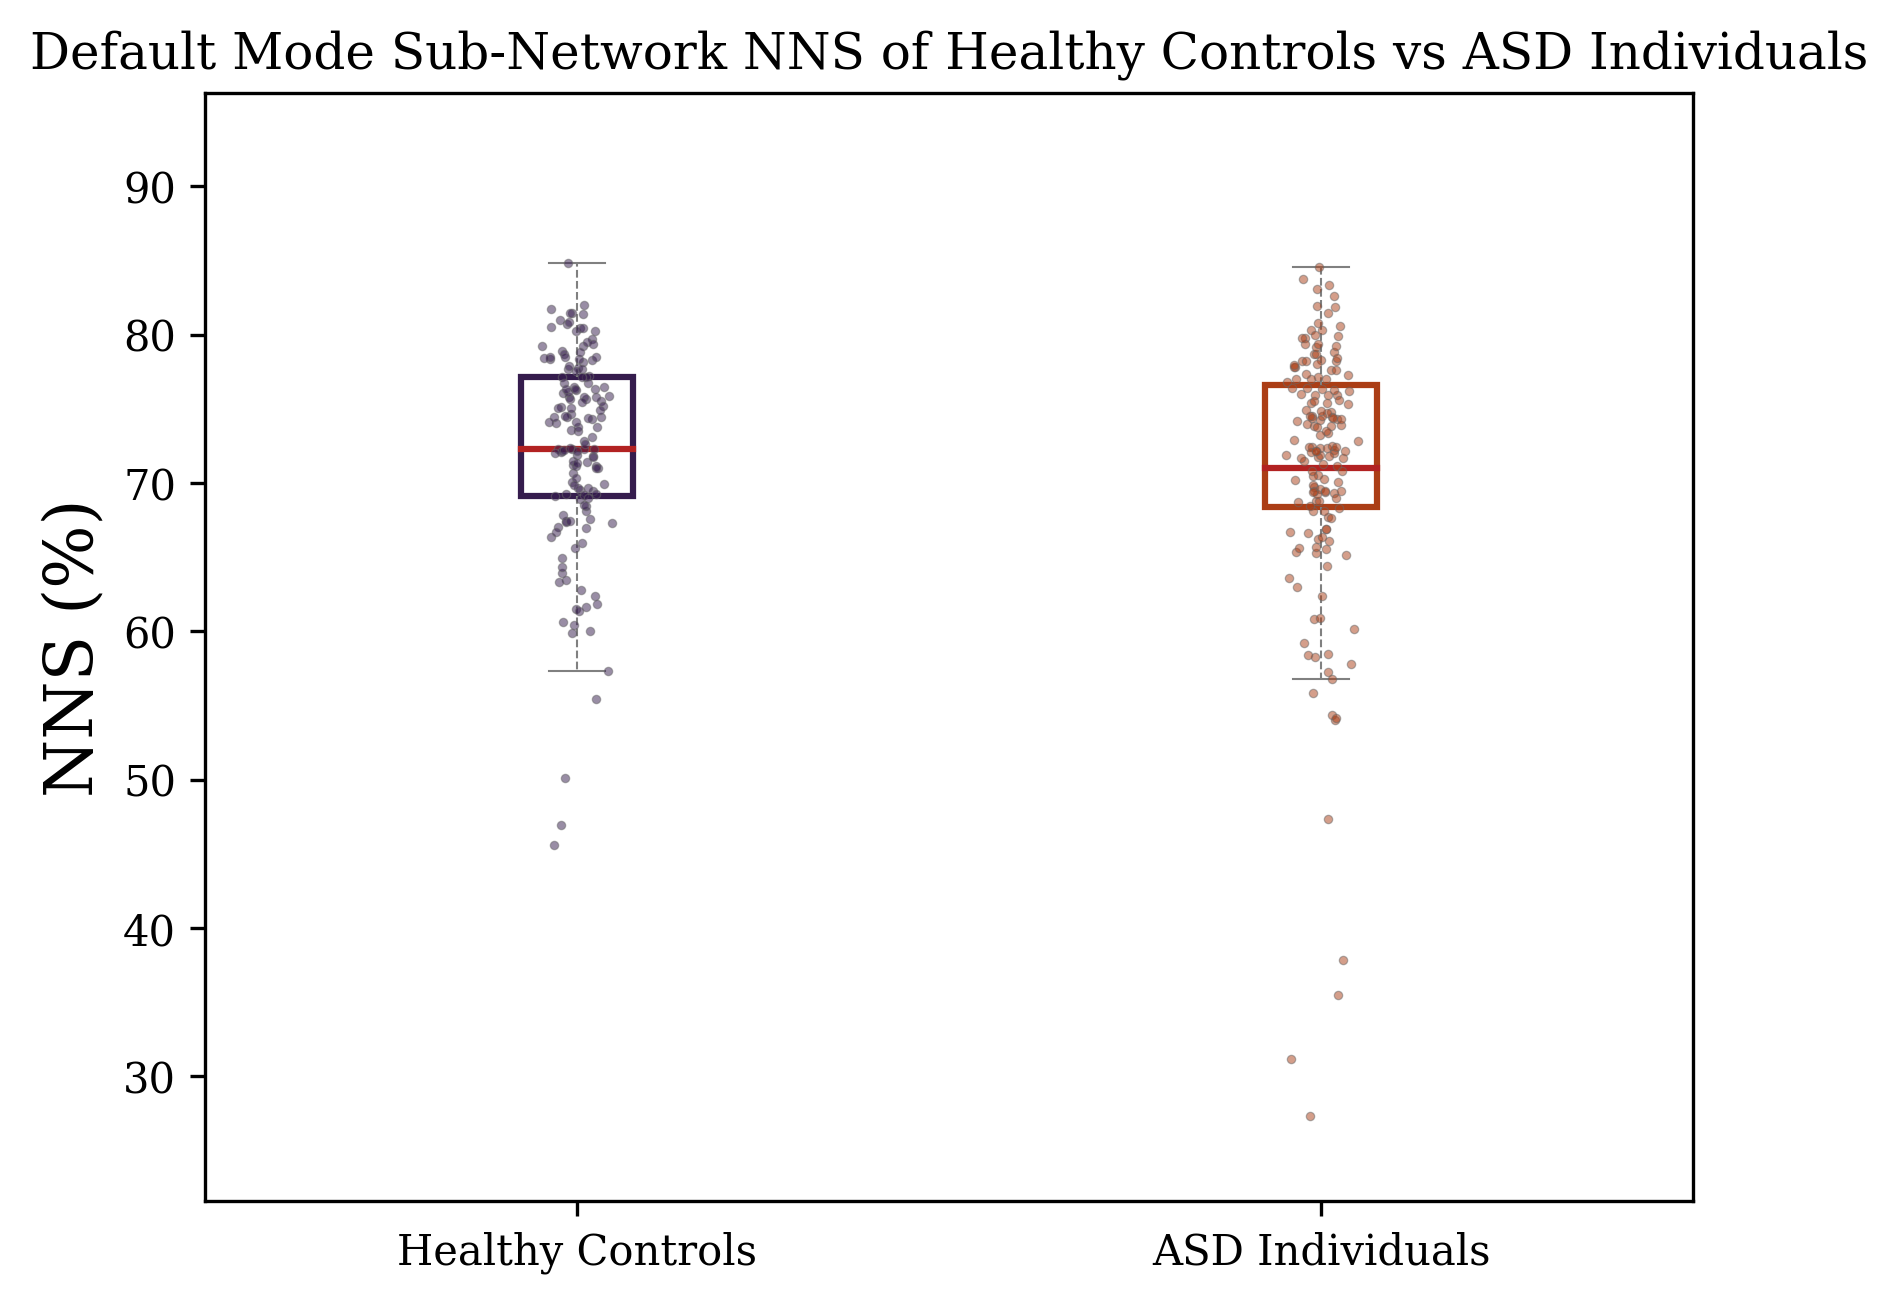 Default Mode Sub-Network NNS of Healthy Controls vs ASD Individuals
NNS (%)
90
80
70
60
50
40
30
Healthy Controls
ASD Individuals